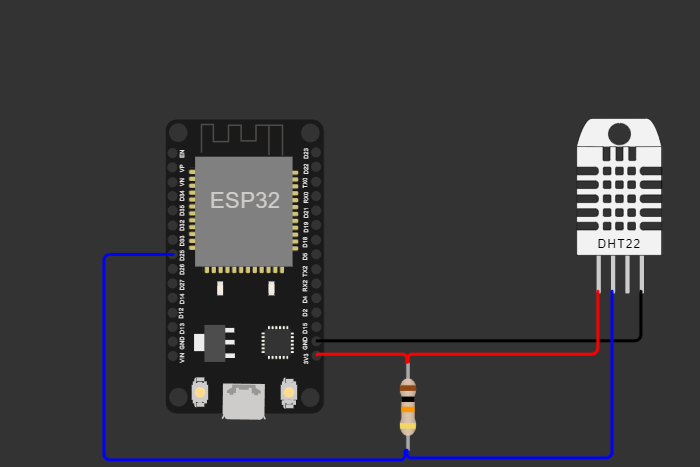 EN
VP
VN
D34
D35
D32
D33
D25
D26
D27
D14
D12
D13
GND
VIN
ESP32
D23
D22
TX0
RX0
D21
D19
D18
D5
TX2
RX2
D4
D2
D15
GND
3V3
DHT22